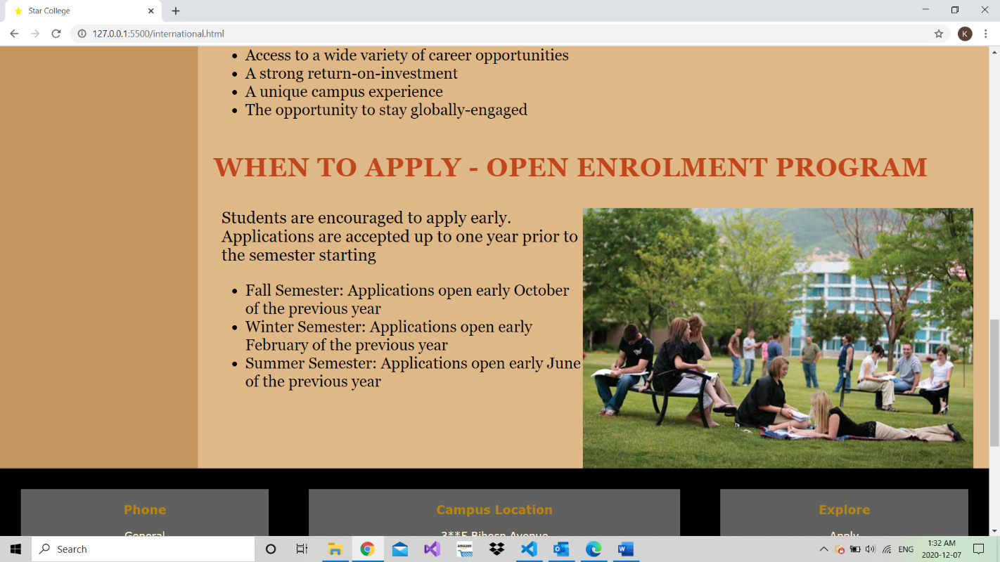 Star College
127.0.0.1:5500/international.html
K
Access to a wide variety of career opportunities
A strong return-on-investment
A unique campus experience
The opportunity to stay globally-engaged
WHEN TO APPLY - OPEN ENROLMENT PROGRAM
Students are encouraged to apply early.
Applications are accepted up to one year prior to
the semester starting
Fall Semester: Applications open early October
of the previous year
Winter Semester: Applications open early
February of the previous year
Summer Semester: Applications open early June
of the previous year
Phone
General
Campus Location
Avenue
Explore
Apply
Search
amazon
ENG
1:32 AM
2020-12-07